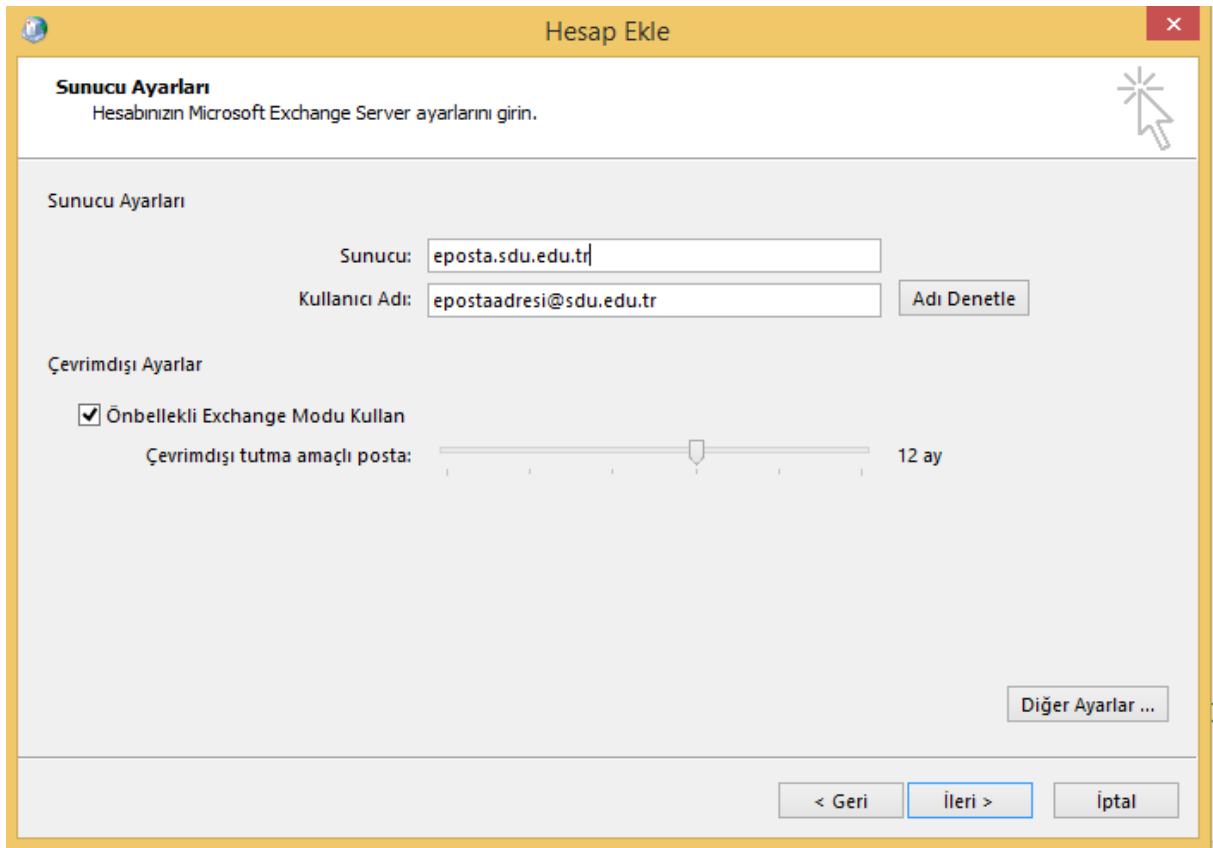 Hesap Ekle
Sunucu Ayarları
Hesabınızın Microsoft Exchange Server ayarlarını girin.
Sunucu Ayarları
Sunucu: eposta.sdu.edu.tr
Kullanıcı Adı: epostaadresi@sdu.edu.tr Adı Denetle
Çevrimdışı Ayarlar
Önbellekli Exchange Modu Kullan
Çevrimdışı tutma amaçlı posta: 12 ay
Diğer Ayarlar ...
< Geri İleri > İptal